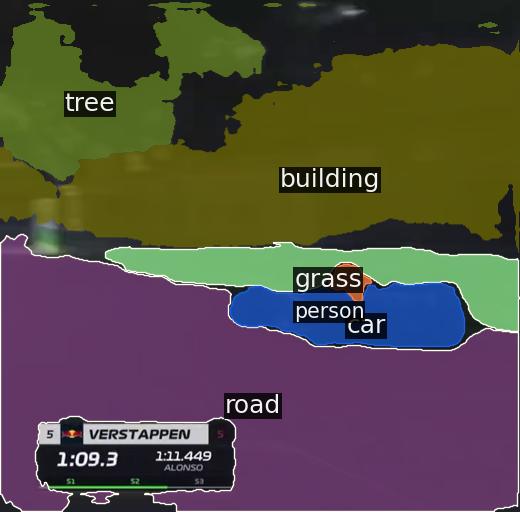 tree
building
grass
person
car
road
5 VERSTAPPEN 5
1:09.3 1:11.449
ALONSO
S1 S2 S3